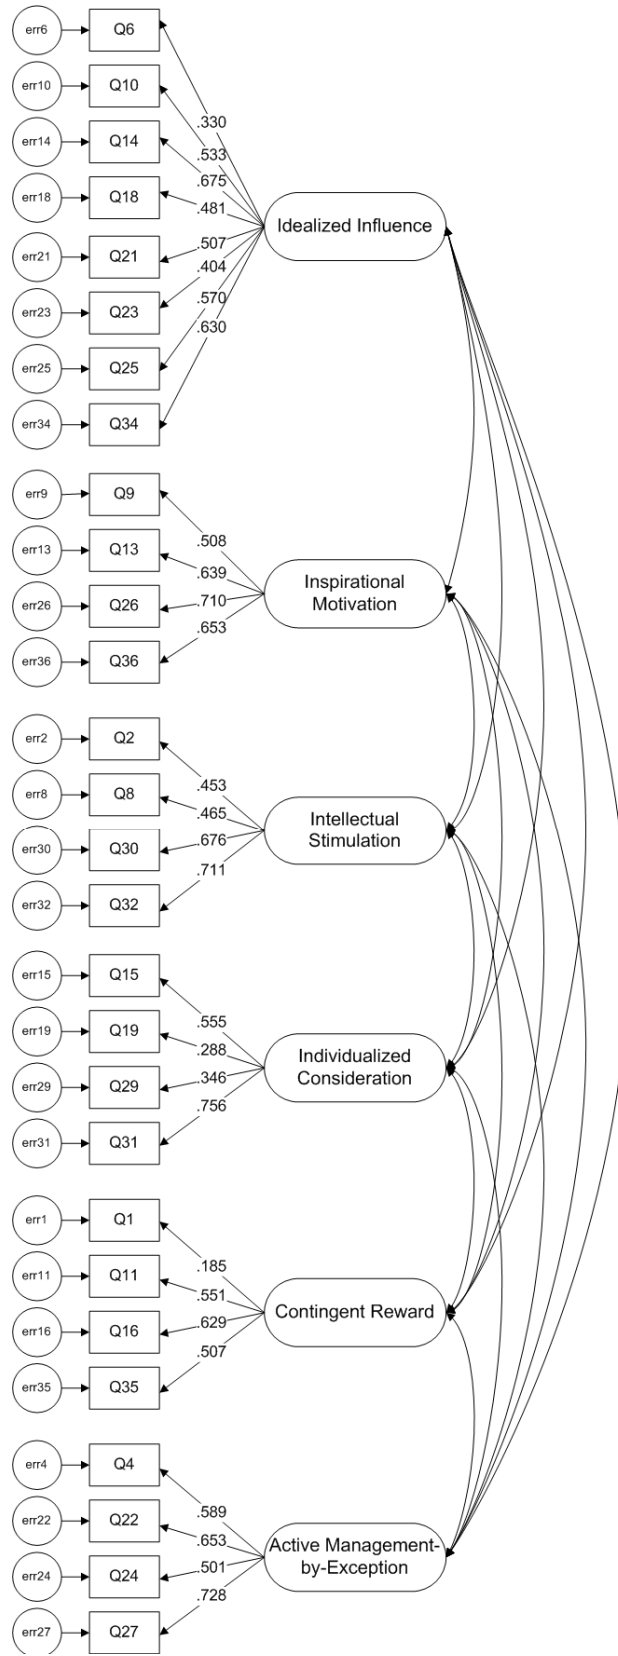 err6 Q6
err10 Q10
.330
err14 Q14
.533
.675
err18 Q18
.481
Idealized Influence
err21 Q21
.507
.404
err23 Q23
.570
.630
err25 Q25
err34 Q34
err9 Q9
.508
err13 Q13
.639
Inspirational
Motivation
err26 Q26
.710
.653
err36 Q36
err2 Q2
.453
err8 Q8
.465
Intellectual
Stimulation
err30 Q30
.676
.711
err32 Q32
err15 Q15
.555
err19 Q19
.288
Individualized
Consideration
err29 Q29
.346
.756
err31 Q31
err1 Q1
.185
err11 Q11
.551
Contingent Reward
err16 Q16
.629
.507
err35 Q35
err4 Q4
.589
err22 Q22
.653
Active Management-
by-Exception
err24 Q24
.501
.728
err27 Q27